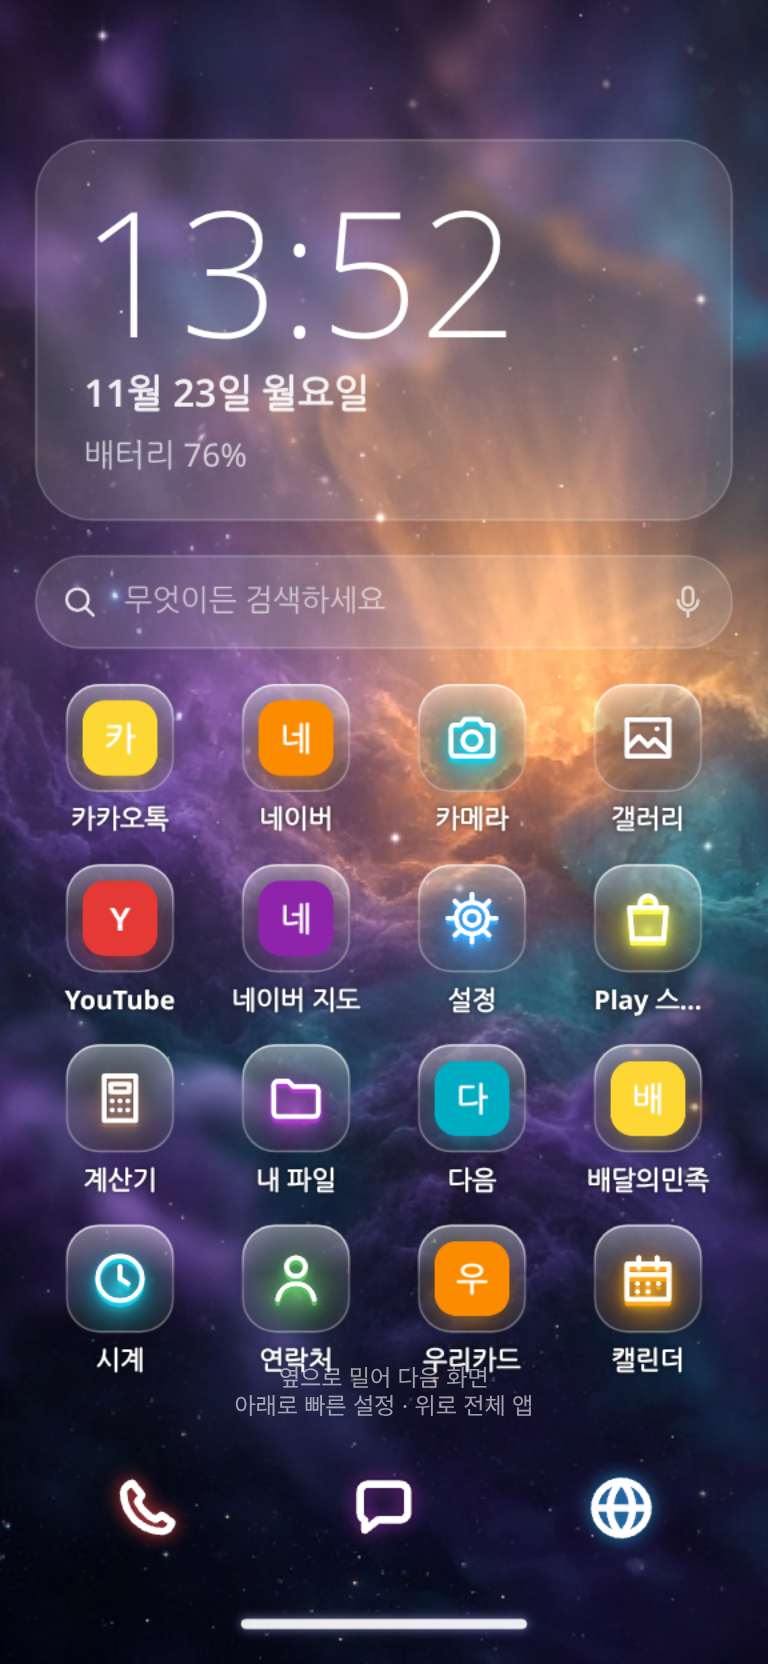 13:52
11월 23일 월요일
배터리 76%
무엇이든 검색하세요
카 네
카카오톡 네이버 카메라 갤러리
Y 네
YouTube 네이버 지도 설정 Play 스...
다 배
계산기 내 파일 다음 배달의민족
우
시계 연락처 우리카드 캘린더
옆으로 밀어 다음 화면
아래로 빠른 설정 · 위로 전체 앱